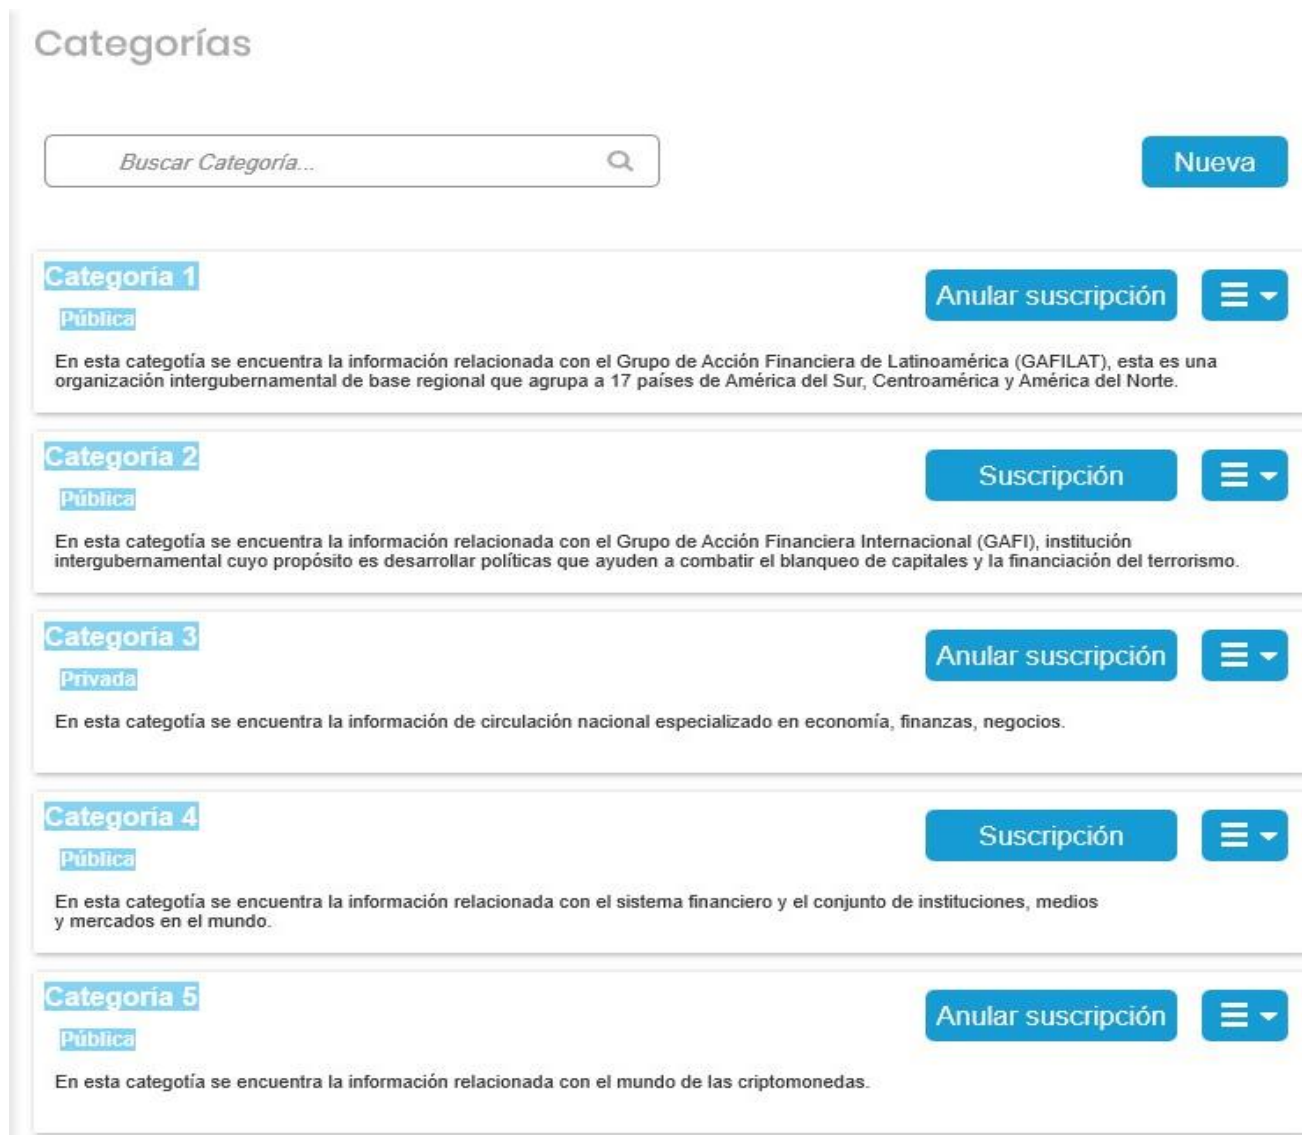 Categorías
Buscar Categoría...
Nueva
Categoría 1
Anular suscripción
Pública
En esta categotía se encuentra la información relacionada con el Grupo de Acción Financiera de Latinoamérica (GAFILAT), esta es una
organización intergubernamental de base regional que agrupa a 17 países de América del Sur, Centroamérica y América del Norte.
Categoría 2
Suscripción
Pública
En esta categotía se encuentra la información relacionada con el Grupo de Acción Financiera Internacional (GAFI), institución
intergubernamental cuyo propósito es desarrollar políticas que ayuden a combatir el blanqueo de capitales y la financiación del terrorismo.
Categoría 3
Anular suscripción
Privada
En esta categotía se encuentra la información de circulación nacional especializado en economía, finanzas, negocios.
Categoría 4
Suscripción
Pública
En esta categotía se encuentra la información relacionada con el sistema financiero y el conjunto de instituciones, medios
y mercados en el mundo.
Categoría 5
Anular suscripción
Pública
En esta categotía se encuentra la información relacionada con el mundo de las criptomonedas.